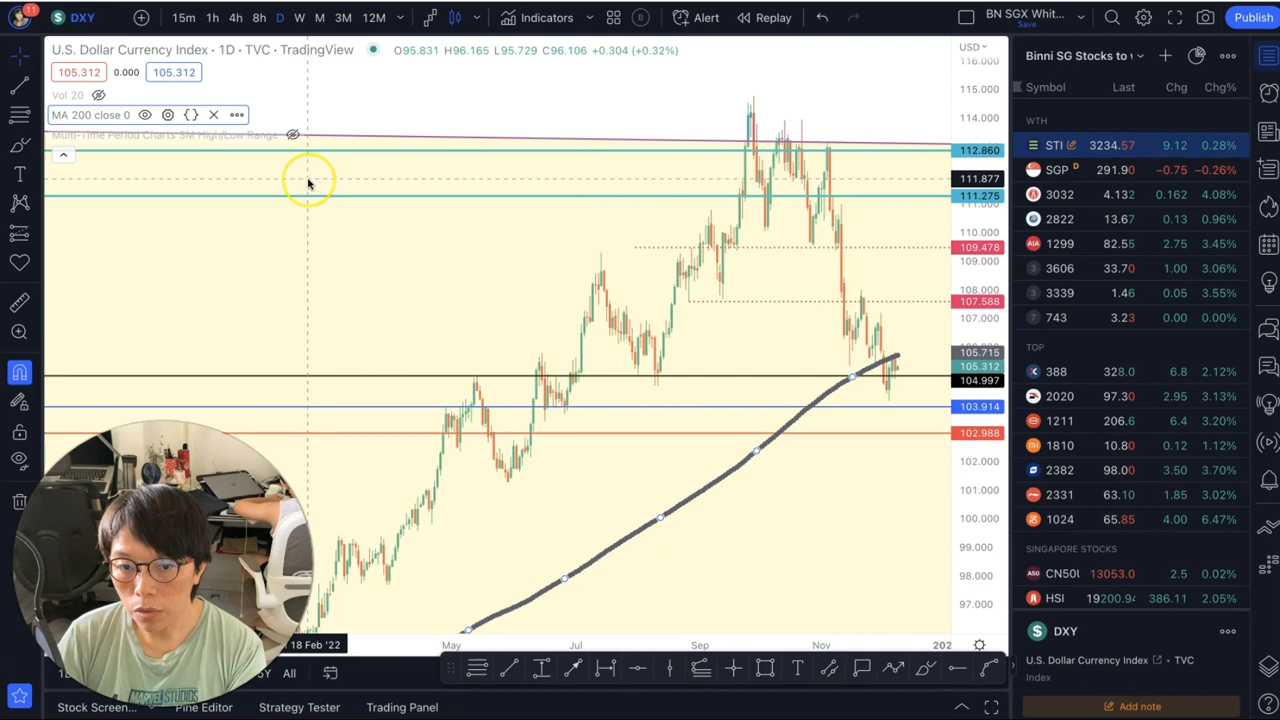 11
DXY
15m 1h 4h 8h D W M 3M 12M
Indicators
B
Alert
Replay
BN SGX Whit...
Save
Publish
U.S. Dollar Currency Index · 1D · TVC · TradingView
O95.831 H96.165 L95.729 C96.106 +0.304 (+0.32%)
USD
105.312 0.000 105.312
Vol 20
MA 200 close 0
Multi-Time Period Charts 3M High/Low Range
116.000
115.000
114.000
112.860
111.877
111.275
111.000
110.000
109.478
109.000
108.000
107.588
107.000
105.715
105.312
104.997
103.914
102.988
102.000
101.000
100.000
99.000
98.000
97.000
18 Feb '22
May
Jul
Sep
Nov
202
Binni SG Stocks to
Symbol Last Chg Chg%
WTH
STI 3234.57 9.12 0.28%
SGP D 291.90 −0.75 −0.26%
3032 4.132 0.162 4.08%
2822 13.67 0.13 0.96%
AIA 1299 82.55 2.75 3.45%
3 3606 33.70 1.00 3.06%
3 3339 1.46 0.05 3.55%
7 743 3.23 0.00 0.00%
TOP
388 328.0 6.8 2.12%
2020 97.30 2.95 3.13%
1211 206.6 6.4 3.20%
1810 10.80 0.12 1.12%
2382 98.00 3.50 3.70%
2331 63.10 1.85 3.02%
1024 65.85 4.00 6.47%
SINGAPORE STOCKS
A50 CN50U 13053.0 2.5 0.02%
HSI 19200.94 386.11 2.05%
DXY
U.S. Dollar Currency Index · TVC
Index
Add note
5Y All
Stock Screen...
Pine Editor
Strategy Tester
Trading Panel
MARVEL STUDIOS